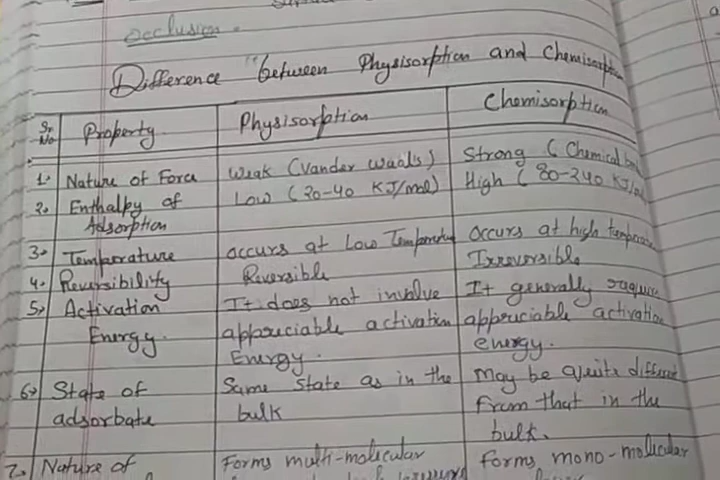 occlusion.
Difference between Physisorption and Chemisorption
Sr No Property Physisorption Chemisorption
1. Nature of Force Weak (Vander Waals) Strong (Chemical
2. Enthalpy of Adsorption Low (20-40 KJ/mol) High (80-240 KJ/
3. Temperature occurs at Low Temperature Occurs at high temperature
4. Reversibility Reversible Irreversible
5. Activation It does not involve It generally require
Energy. appreciable activation appreciable activation
Energy. energy.
6. State of Same state as in the May be quite different
adsorbate bulk from that in the
bulk.
7. Nature of Forms multi-molecular forms mono-molecular